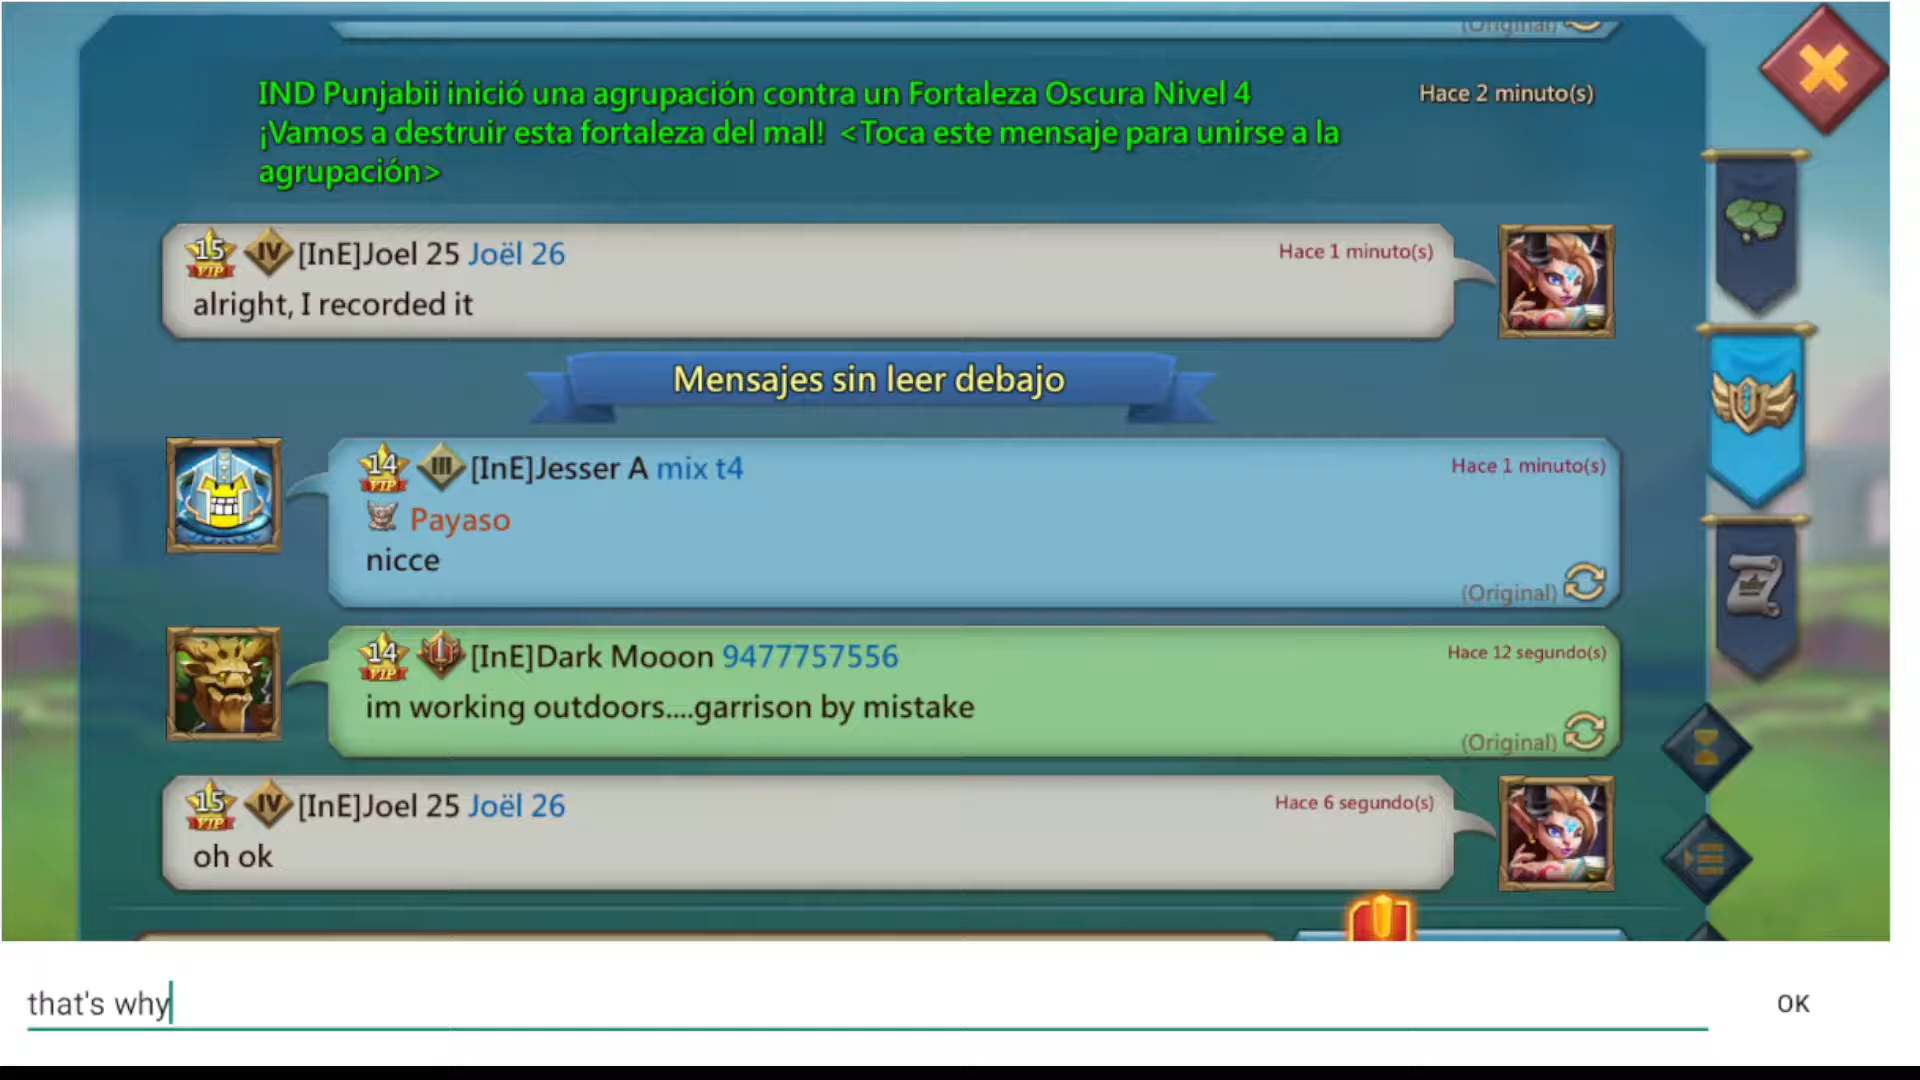 (Original)
IND Punjabii inició una agrupación contra un Fortaleza Oscura Nivel 4
Hace 2 minuto(s)
¡Vamos a destruir esta fortaleza del mal! <Toca este mensaje para unirse a la
agrupación>
15 VIP IV [InE]Joel 25 Joël 26
Hace 1 minuto(s)
alright, I recorded it
Mensajes sin leer debajo
14 VIP III [InE]Jesser A mix t4
Hace 1 minuto(s)
Payaso
nicce
(Original)
14 VIP [InE]Dark Mooon 9477757556
Hace 12 segundo(s)
im working outdoors....garrison by mistake
(Original)
15 VIP IV [InE]Joel 25 Joël 26
Hace 6 segundo(s)
oh ok
that's why
OK